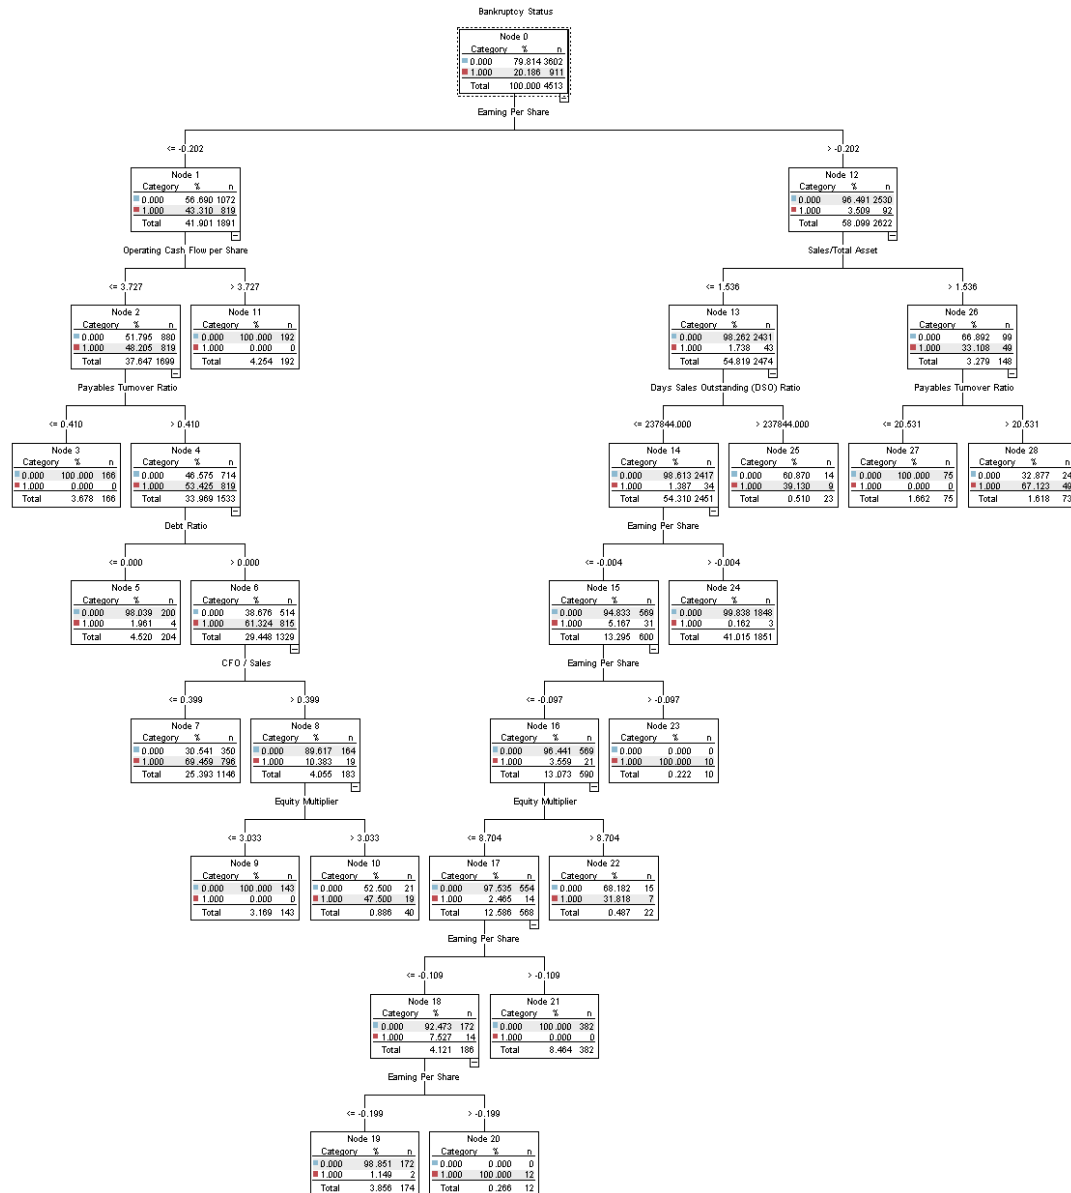 Bankruptcy Status
Node 0
Category % n
0.000 79.814 3602
1.000 20.186 911
Total 100.000 4513
Earning Per Share
<= -0.202
> -0.202
Node 1
Category % n
0.000 56.690 1072
1.000 43.310 819
Total 41.901 1891
Node 12
Category % n
0.000 96.491 2530
1.000 3.509 92
Total 58.099 2622
Operating Cash Flow per Share
Sales/Total Asset
<= 3.727
> 3.727
<= 1.536
> 1.536
Node 2
Category % n
0.000 51.795 880
1.000 48.205 819
Total 37.647 1699
Node 11
Category % n
0.000 100.000 192
1.000 0.000 0
Total 4.254 192
Node 13
Category % n
0.000 98.262 2431
1.000 1.738 43
Total 54.819 2474
Node 26
Category % n
0.000 66.892 99
1.000 33.108 49
Total 3.279 148
Payables Turnover Ratio
Days Sales Outstanding (DSO) Ratio
Payables Turnover Ratio
<= 0.410
> 0.410
<= 237844.000
> 237844.000
<= 20.531
> 20.531
Node 3
Category % n
0.000 100.000 166
1.000 0.000 0
Total 3.678 166
Node 4
Category % n
0.000 46.575 714
1.000 53.425 819
Total 33.969 1533
Node 14
Category % n
0.000 98.613 2417
1.000 1.387 34
Total 54.310 2451
Node 25
Category % n
0.000 60.870 14
1.000 39.130 9
Total 0.510 23
Node 27
Category % n
0.000 100.000 75
1.000 0.000 0
Total 1.662 75
Node 28
Category % n
0.000 32.877 24
1.000 67.123 49
Total 1.618 73
Debt Ratio
Earning Per Share
<= 0.000
> 0.000
<= -0.004
> -0.004
Node 5
Category % n
0.000 98.039 200
1.000 1.961 4
Total 4.520 204
Node 6
Category % n
0.000 38.676 514
1.000 61.324 815
Total 29.448 1329
Node 15
Category % n
0.000 94.833 569
1.000 5.167 31
Total 13.295 600
Node 24
Category % n
0.000 99.838 1848
1.000 0.162 3
Total 41.015 1851
CFO / Sales
Earning Per Share
<= 0.399
> 0.399
<= -0.097
> -0.097
Node 7
Category % n
0.000 30.541 350
1.000 69.459 796
Total 25.393 1146
Node 8
Category % n
0.000 89.617 164
1.000 10.383 19
Total 4.055 183
Node 16
Category % n
0.000 96.441 569
1.000 3.559 21
Total 13.073 590
Node 23
Category % n
0.000 0.000 0
1.000 100.000 10
Total 0.222 10
Equity Multiplier
Equity Multiplier
<= 3.033
> 3.033
<= 8.704
> 8.704
Node 9
Category % n
0.000 100.000 143
1.000 0.000 0
Total 3.169 143
Node 10
Category % n
0.000 52.500 21
1.000 47.500 19
Total 0.886 40
Node 17
Category % n
0.000 97.535 554
1.000 2.465 14
Total 12.586 568
Node 22
Category % n
0.000 68.182 15
1.000 31.818 7
Total 0.487 22
Earning Per Share
<= -0.109
> -0.109
Node 18
Category % n
0.000 92.473 172
1.000 7.527 14
Total 4.121 186
Node 21
Category % n
0.000 100.000 382
1.000 0.000 0
Total 8.464 382
Earning Per Share
<= -0.199
> -0.199
Node 19
Category % n
0.000 98.851 172
1.000 1.149 2
Total 3.856 174
Node 20
Category % n
0.000 0.000 0
1.000 100.000 12
Total 0.266 12